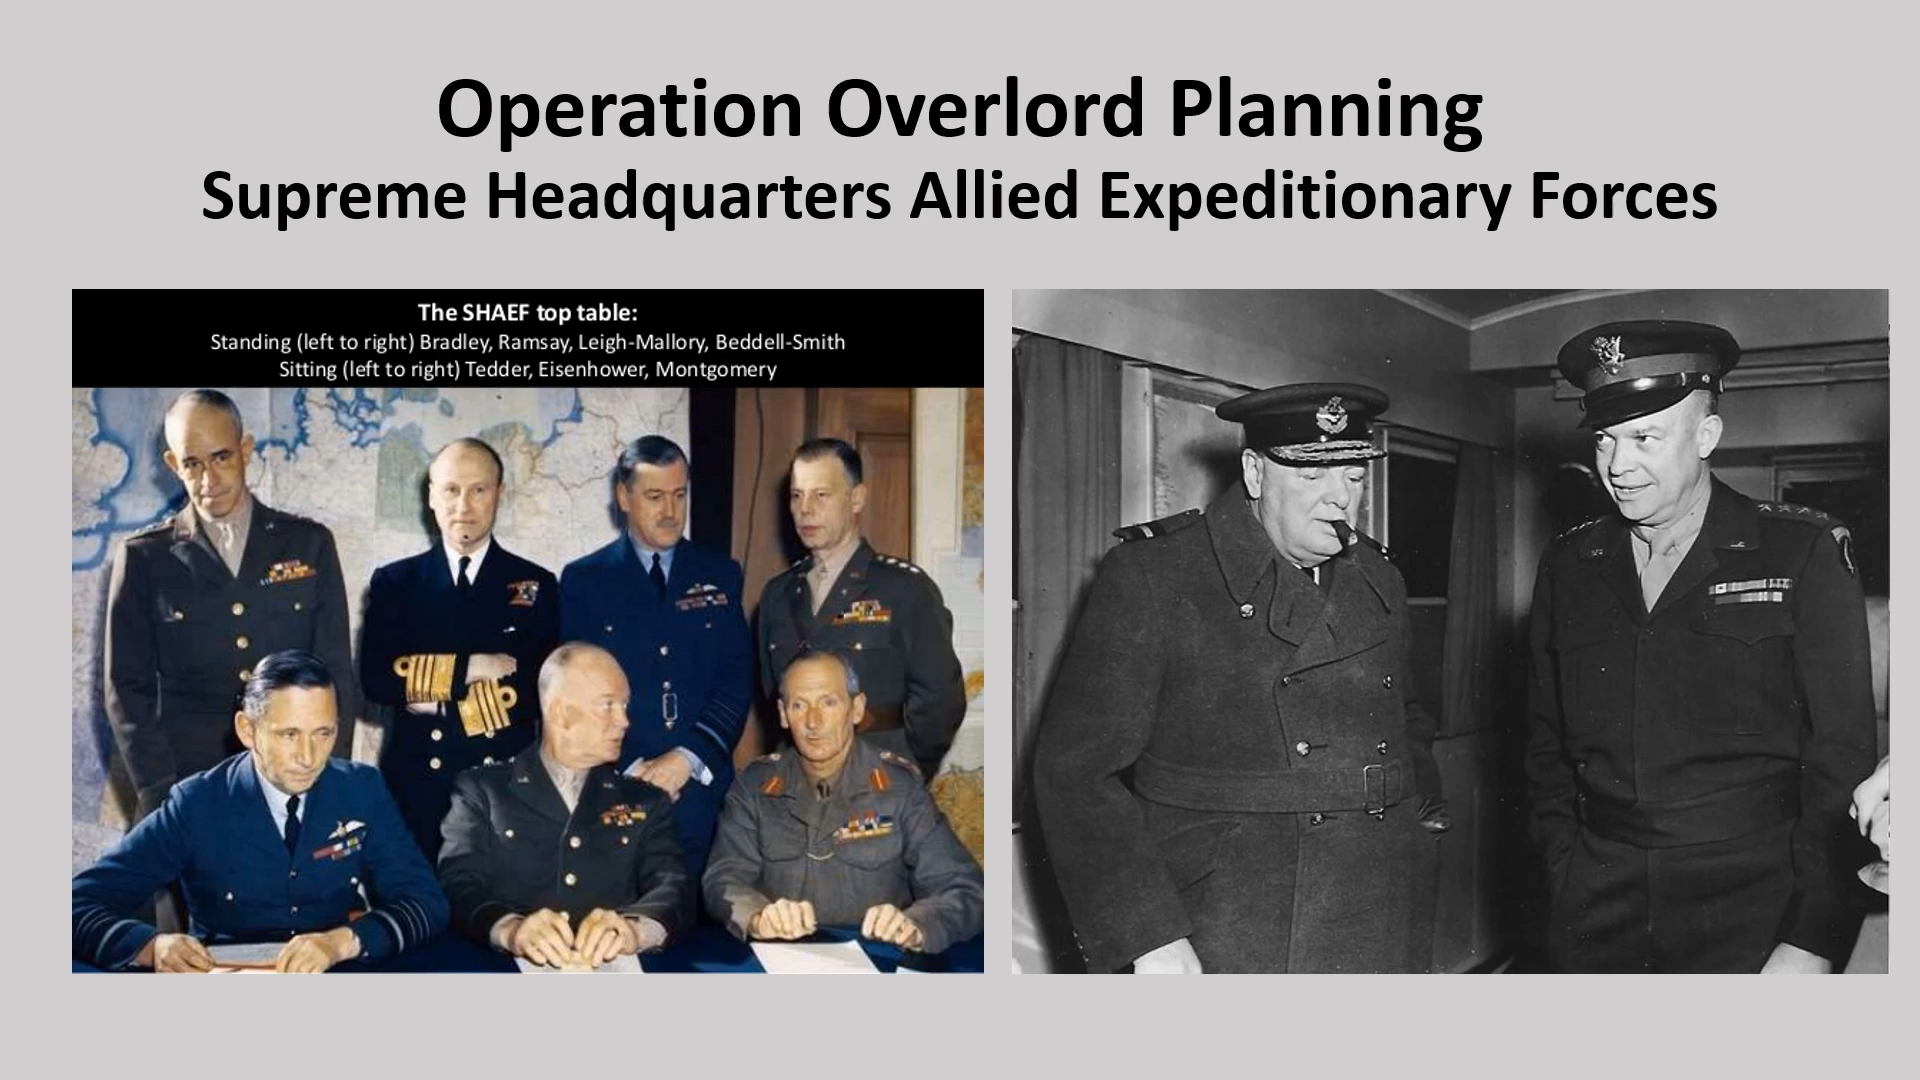 Operation Overlord Planning
Supreme Headquarters Allied Expeditionary Forces
The SHAEF top table:
Standing (left to right) Bradley, Ramsay, Leigh-Mallory, Beddell-Smith
Sitting (left to right) Tedder, Eisenhower, Montgomery